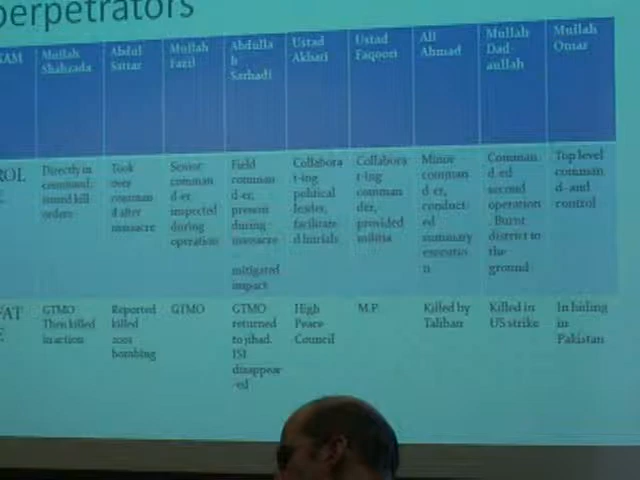 perpetrators
AM
Mullah
Shahzada
Abdul
Sattar
Mullah
Fazil
Abdulla
h
Sarhadi
Ustad
Akbari
Ustad
Faqoori
Ali
Ahmad
Mullah
Dad-
aullah
Mullah
Omar
ROL
E
Directly in
command,
issued kill
orders
Took
over
comman
d after
massacre
Senior
comman
d-er,
inspected
during
operation
Field
comman
d-er,
present
during
massacre
mitigated
impact
Collabora
t-ing
political
leader,
facilitate
d burials
Collabora
t-ing
comman
der,
provided
militia
Minor
comman
d er,
conduct-
ed
summary
executio
n
Comman
d-ed
second
operation
. Burnt
district to
the
ground
Top level
comman
d- and
control
FAT
E
GTMO
Then killed
in action
Reported
killed
2001
bombing
GTMO
GTMO
returned
to jihad.
ISI
disappear
-ed
High
Peace
Council
M.P.
Killed by
Taliban
Killed in
US strike
In hiding
in
Pakistan